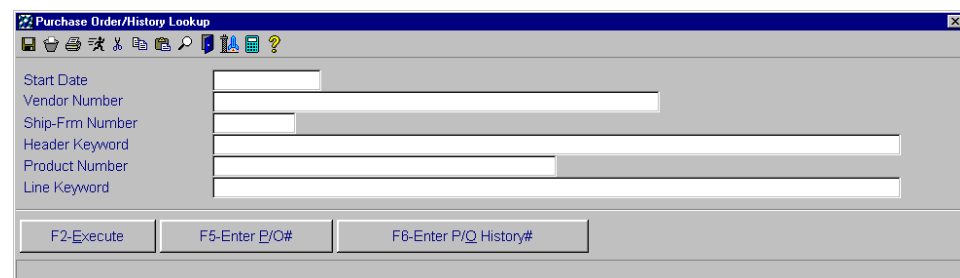 Purchase Order/History Lookup
Start Date
Vendor Number
Ship-Frm Number
Header Keyword
Product Number
Line Keyword
F2-Execute F5-Enter P/O# F6-Enter P/O History#